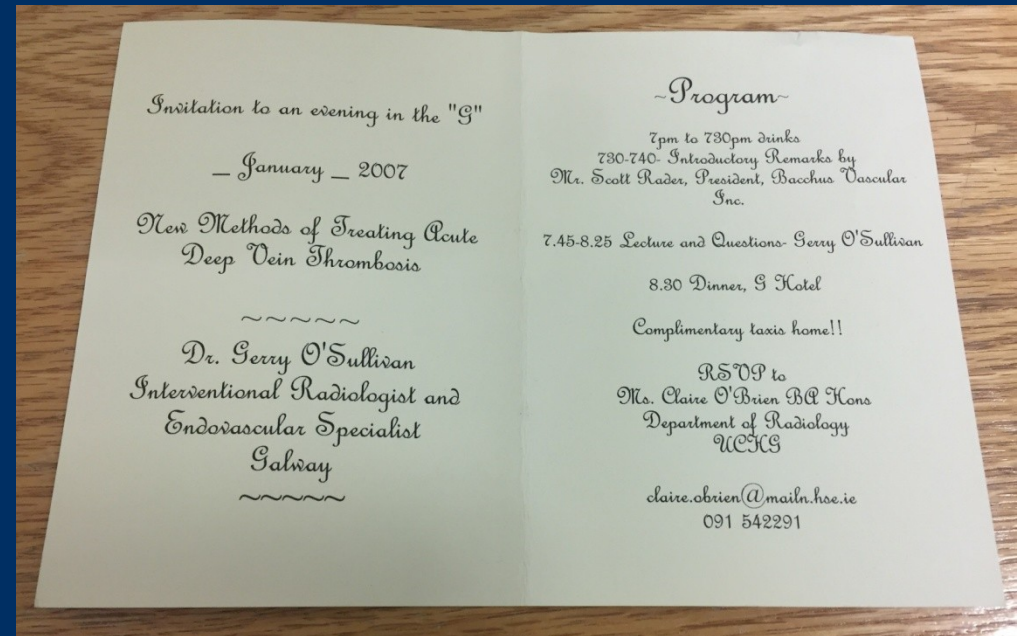 Invitation to an evening in the "G"
_ January _ 2007
New Methods of Treating Acute
Deep Vein Thrombosis
~~~~~
Dr. Gerry O'Sullivan
Interventional Radiologist and
Endovascular Specialist
Galway
~~~~~
~Program~
7pm to 730pm drinks
730-740- Introductory Remarks by
Mr. Scott Rader, President, Bacchus Vascular
Inc.
7.45-8.25 Lecture and Questions- Gerry O'Sullivan
8.30 Dinner, G Hotel
Complimentary taxis home!!
RSVP to
Ms. Claire O'Brien BA Hons
Department of Radiology
UCHG
claire.obrien@mailn.hse.ie
091 542291